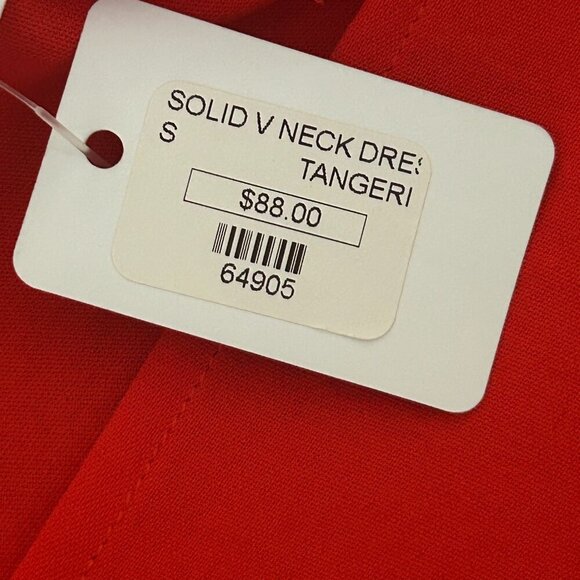 SOLID V NECK DRES
S
TANGERI
$88.00
64905